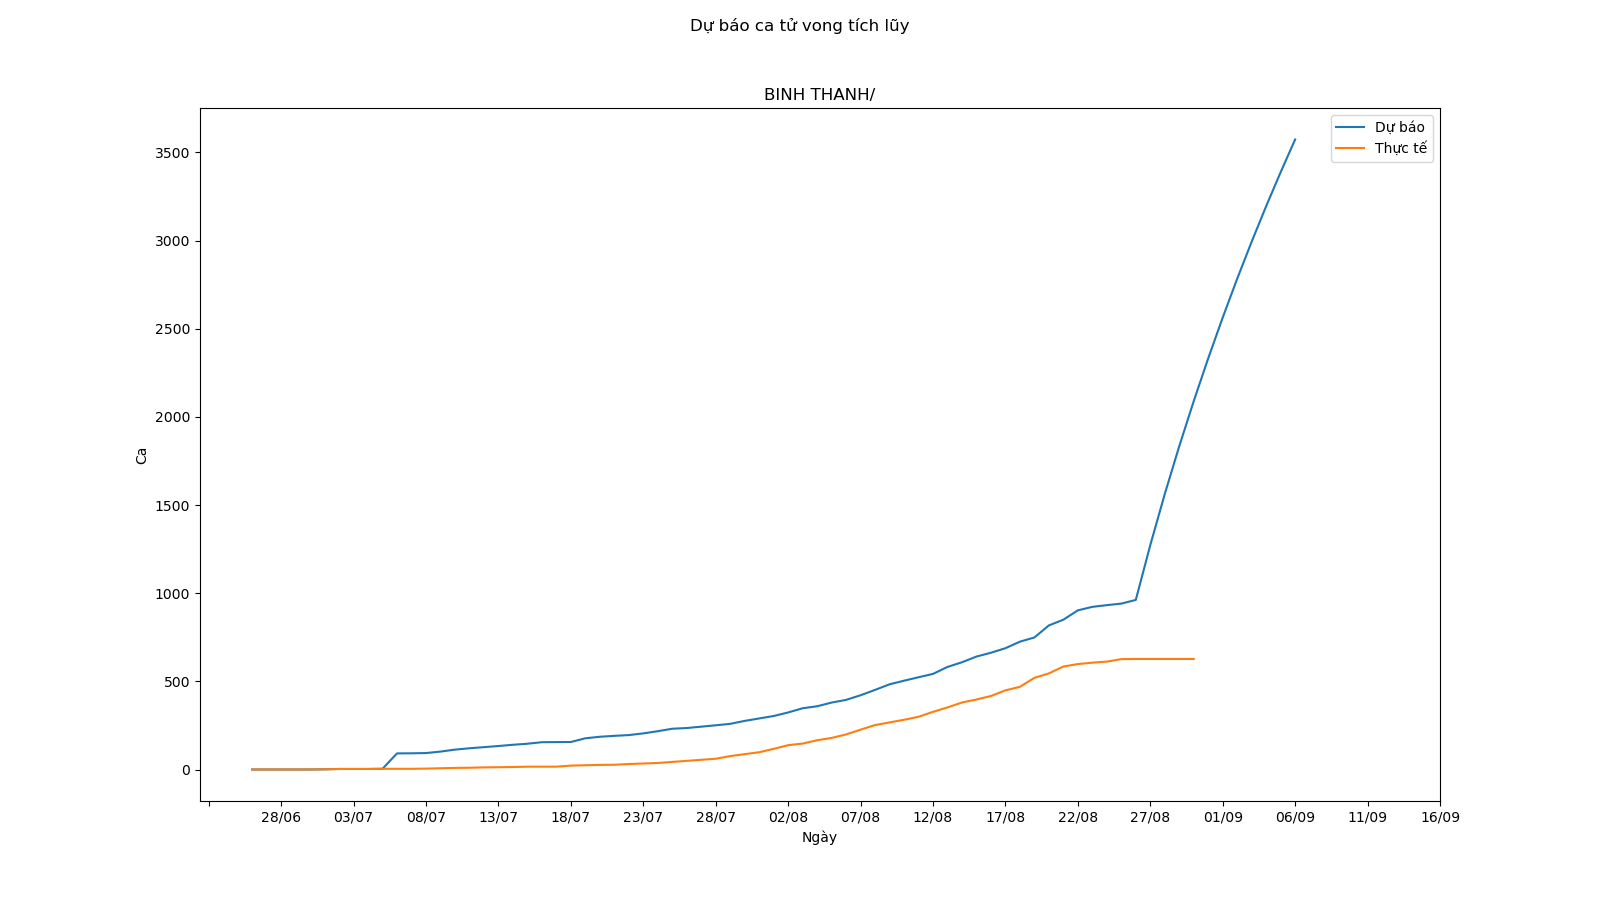 Dự báo ca tử vong tích lũy
BINH THANH/
Dự báo
Thực tế
3500
3000
2500
2000
1500
1000
500
0
Ca
28/06 03/07 08/07 13/07 18/07 23/07 28/07 02/08 07/08 12/08 17/08 22/08 27/08 01/09 06/09 11/09 16/09
Ngày